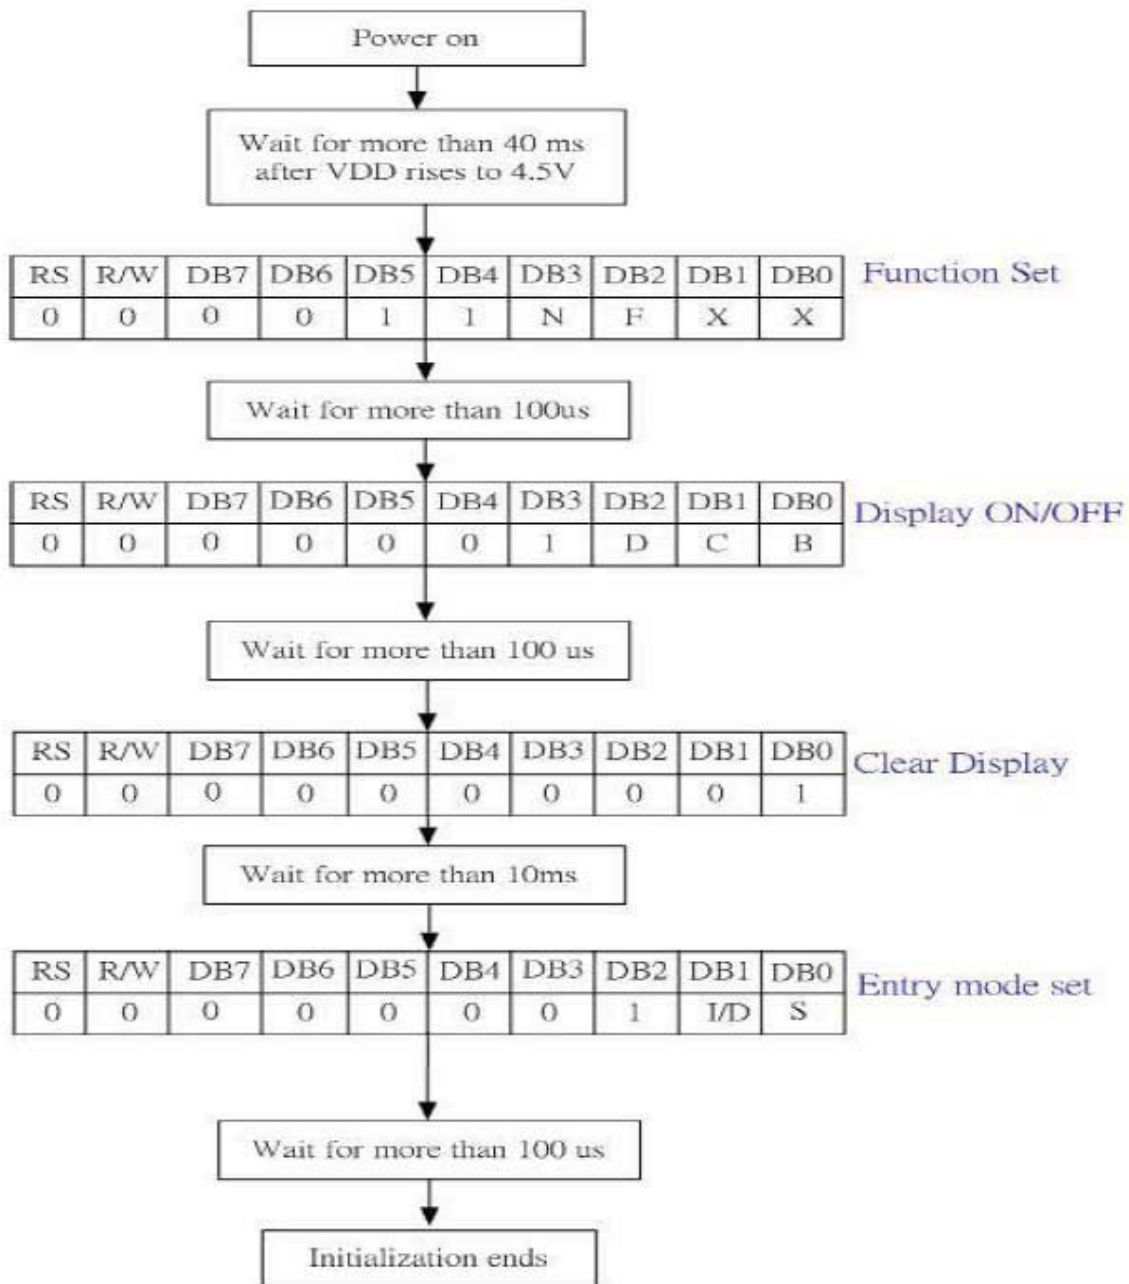 Power on
Wait for more than 40 ms
after VDD rises to 4.5V
RS R/W DB7 DB6 DB5 DB4 DB3 DB2 DB1 DB0 Function Set
0 0 0 0 1 1 N F X X
Wait for more than 100us
RS R/W DB7 DB6 DB5 DB4 DB3 DB2 DB1 DB0 Display ON/OFF
0 0 0 0 0 0 1 D C B
Wait for more than 100 us
RS R/W DB7 DB6 DB5 DB4 DB3 DB2 DB1 DB0 Clear Display
0 0 0 0 0 0 0 0 0 1
Wait for more than 10ms
RS R/W DB7 DB6 DB5 DB4 DB3 DB2 DB1 DB0 Entry mode set
0 0 0 0 0 0 0 1 I/D S
Wait for more than 100 us
Initialization ends